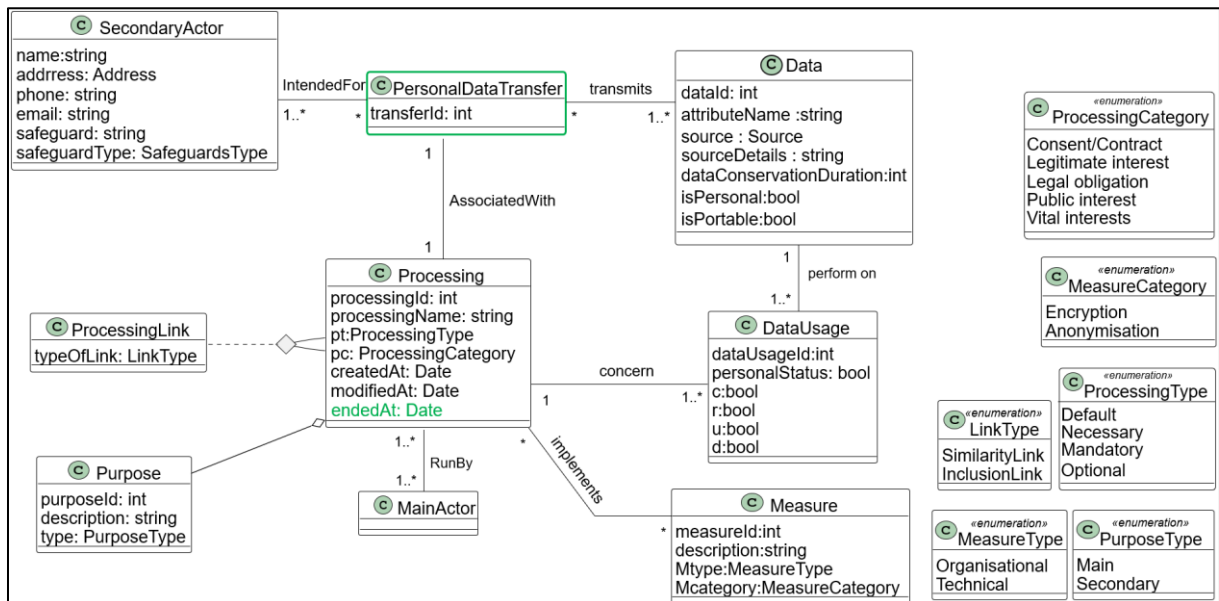 C SecondaryActor
name:string
addrress: Address
phone: string
email: string
safeguard: string
safeguardType: SafeguardsType
IntendedFor
1..*
*
C PersonalDataTransfer
transferId: int
transmits
*
1..*
C Data
dataId: int
attributeName :string
source : Source
sourceDetails : string
dataConservationDuration:int
isPersonal:bool
isPortable:bool
«enumeration»
C ProcessingCategory
Consent/Contract
Legitimate interest
Legal obligation
Public interest
Vital interests
1
AssociatedWith
1
1
perform on
1..*
«enumeration»
C MeasureCategory
Encryption
Anonymisation
C Processing
processingId: int
processingName: string
pt:ProcessingType
pc: ProcessingCategory
createdAt: Date
modifiedAt: Date
endedAt: Date
C ProcessingLink
typeOfLink: LinkType
concern
1
1..*
C DataUsage
dataUsageId:int
personalStatus: bool
c:bool
r:bool
u:bool
d:bool
«enumeration»
C LinkType
SimilarityLink
InclusionLink
«enumeration»
C ProcessingType
Default
Necessary
Mandatory
Optional
C Purpose
purposeId: int
description: string
type: PurposeType
1..*
RunBy
1..*
C MainActor
*
implements
*
C Measure
measureId:int
description:string
Mtype:MeasureType
Mcategory:MeasureCategory
«enumeration»
C MeasureType
Organisational
Technical
«enumeration»
C PurposeType
Main
Secondary